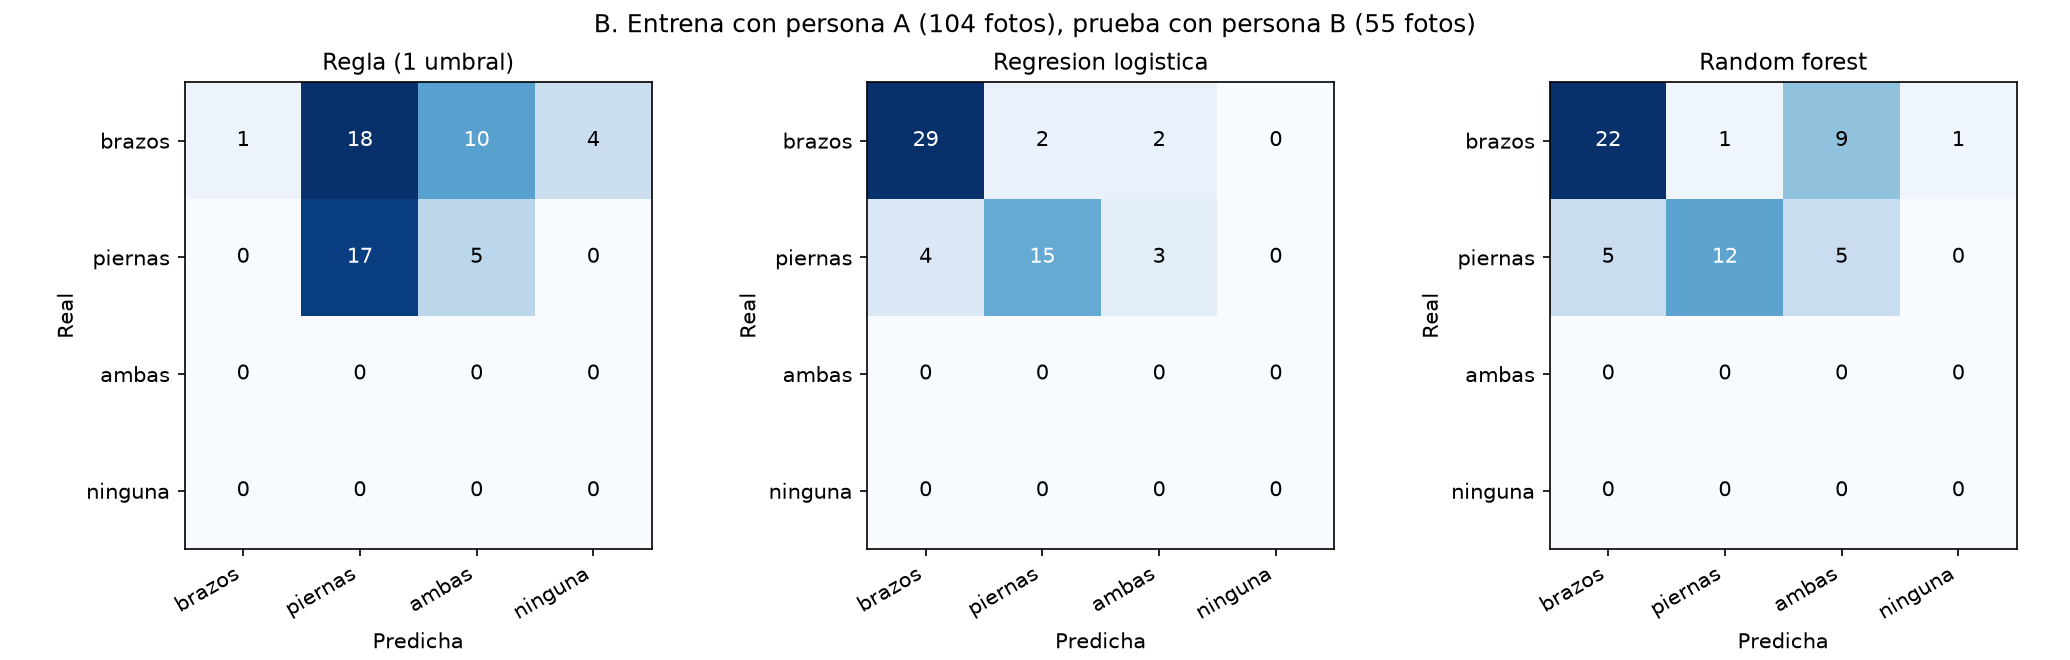 B. Entrena con persona A (104 fotos), prueba con persona B (55 fotos)
Regla (1 umbral)
brazos 1 18 10 4
piernas 0 17 5 0
ambas 0 0 0 0
ninguna 0 0 0 0
Real
brazos piernas ambas ninguna
Predicha
Regresion logistica
brazos 29 2 2 0
piernas 4 15 3 0
ambas 0 0 0 0
ninguna 0 0 0 0
Real
brazos piernas ambas ninguna
Predicha
Random forest
brazos 22 1 9 1
piernas 5 12 5 0
ambas 0 0 0 0
ninguna 0 0 0 0
Real
brazos piernas ambas ninguna
Predicha